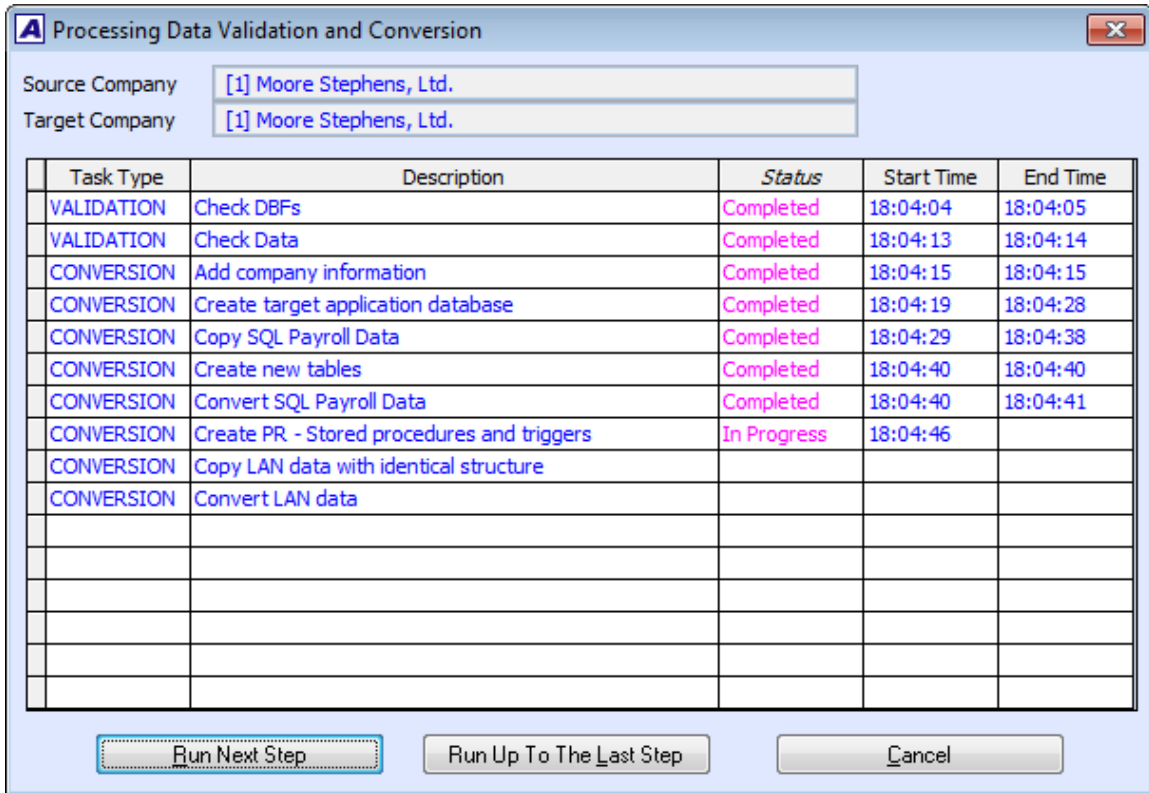 A Processing Data Validation and Conversion
Source Company [1] Moore Stephens, Ltd.
Target Company [1] Moore Stephens, Ltd.
Task Type Description Status Start Time End Time
VALIDATION Check DBFs Completed 18:04:04 18:04:05
VALIDATION Check Data Completed 18:04:13 18:04:14
CONVERSION Add company information Completed 18:04:15 18:04:15
CONVERSION Create target application database Completed 18:04:19 18:04:28
CONVERSION Copy SQL Payroll Data Completed 18:04:29 18:04:38
CONVERSION Create new tables Completed 18:04:40 18:04:40
CONVERSION Convert SQL Payroll Data Completed 18:04:40 18:04:41
CONVERSION Create PR - Stored procedures and triggers In Progress 18:04:46
CONVERSION Copy LAN data with identical structure
CONVERSION Convert LAN data
Run Next Step Run Up To The Last Step Cancel